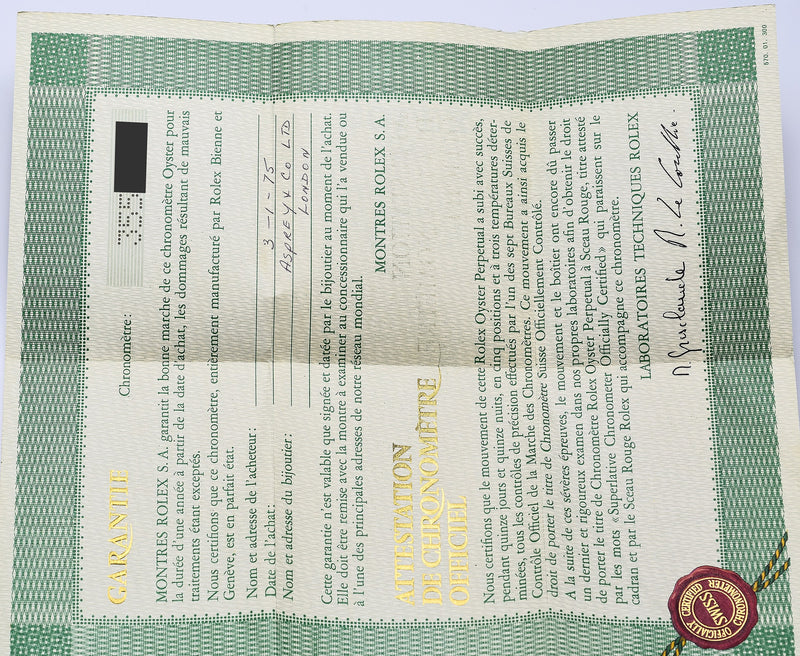 570. 01. 300
GARANTIE
Chronomètre: 355
MONTRES ROLEX S.A. garantit la bonne marche de ce chronomètre Oyster pour
la durée d'une année à partir de la date d'achat, les dommages résultant de mauvais
traitements étant exceptés.
Nous certifions que ce chronomètre, entièrement manufacturé par Rolex Bienne et
Genève, est en parfait état.
Nom et adresse de l'acheteur:
Date de l'achat: 3-1-75
Nom et adresse du bijoutier: ASPREY & CO LTD
LONDON
Cette garantie n'est valable que signée et datée par le bijoutier au moment de l'achat.
Elle doit être remise avec la montre à examiner au concessionnaire qui l'a vendue ou
à l'une des principales adresses de notre réseau mondial.
MONTRES ROLEX S.A.
ATTESTATION
DE CHRONOMÈTRE
OFFICIEL
Nous certifions que le mouvement de cette Rolex Oyster Perpetual a subi avec succès,
pendant quinze jours et quinze nuits, en cinq positions et à trois températures déter-
minées, tous les contrôles de précision effectués par l'un des sept Bureaux Suisses de
Contrôle Officiel de la Marche des Chronomètres. Ce mouvement a ainsi acquis le
droit de porter le titre de Chronomètre Suisse Officiellement Contrôlé.
A la suite de ces sévères épreuves, le mouvement et le boîtier ont encore dû passer
un dernier et rigoureux examen dans nos propres laboratoires afin d'obtenir le droit
de porter le titre de Chronomètre Rolex Oyster Perpetual à Sceau Rouge, titre attesté
par les mots «Superlative Chronometer Officially Certified» qui paraissent sur le
cadran et par le Sceau Rouge Rolex qui accompagne ce chronomètre.
LABORATOIRES TECHNIQUES ROLEX
OFFICIALLY CERTIFIED CHRONOMETER
SWISS